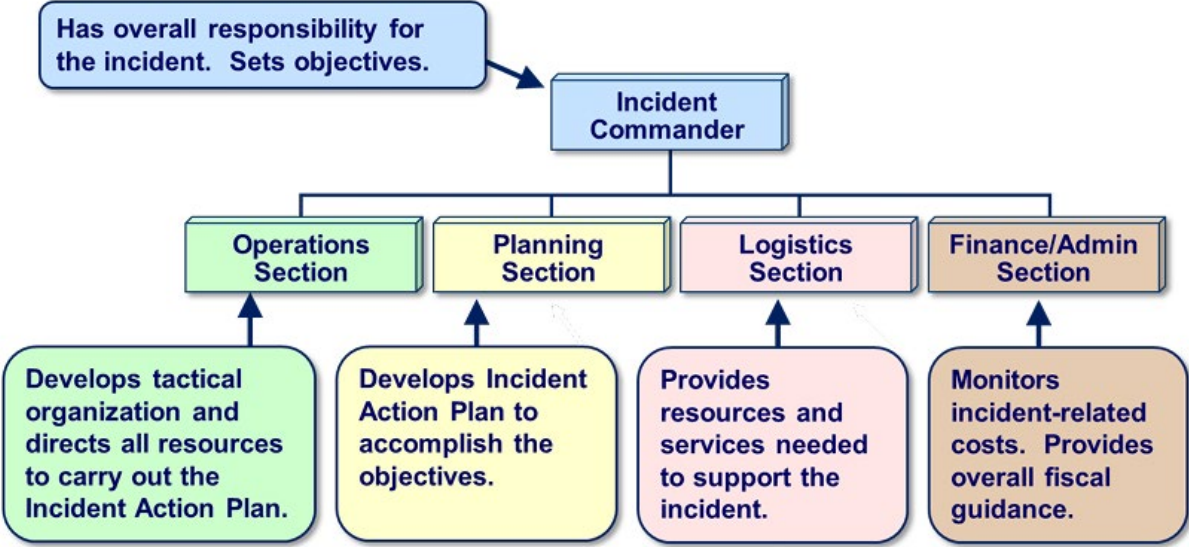 Has overall responsibility for
the incident.  Sets objectives.
Incident
Commander
Operations
Section
Planning
Section
Logistics
Section
Finance/Admin
Section
Develops tactical
organization and
directs all resources
to carry out the
Incident Action Plan.
Develops Incident
Action Plan to
accomplish the
objectives.
Provides
resources and
services needed
to support the
incident.
Monitors
incident-related
costs.  Provides
overall fiscal
guidance.